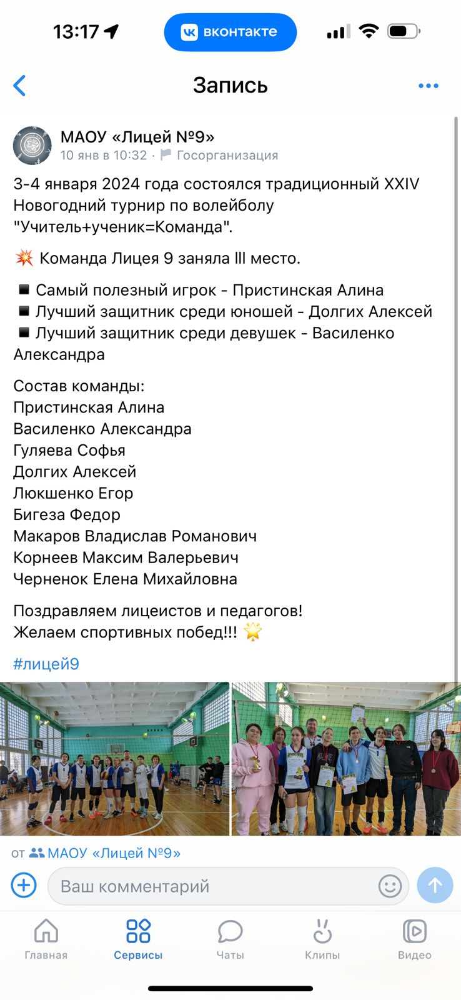 13:17
вконтакте
Запись
МАОУ «Лицей №9»
10 янв в 10:32 · Госорганизация
3-4 января 2024 года состоялся традиционный XXIV
Новогодний турнир по волейболу
"Учитель+ученик=Команда".
💥 Команда Лицея 9 заняла lll место.
▪️ Самый полезный игрок - Пристинская Алина
▪️ Лучший защитник среди юношей - Долгих Алексей
▪️ Лучший защитник среди девушек - Василенко
Александра
Состав команды:
Пристинская Алина
Василенко Александра
Гуляева Софья
Долгих Алексей
Люкшенко Егор
Бигеза Федор
Макаров Владислав Романович
Корнеев Максим Валерьевич
Черненок Елена Михайловна
Поздравляем лицеистов и педагогов!
Желаем спортивных побед!!! 🌟
#лицей9
от МАОУ «Лицей №9»
Ваш комментарий
Главная
Сервисы
Чаты
Клипы
Видео